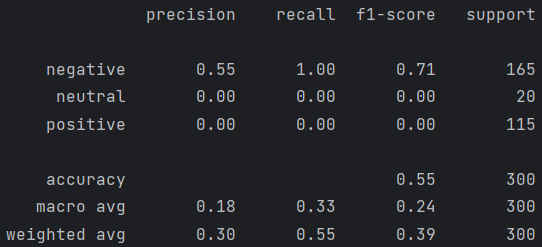 precision recall f1-score support
negative 0.55 1.00 0.71 165
neutral 0.00 0.00 0.00 20
positive 0.00 0.00 0.00 115
accuracy 0.55 300
macro avg 0.18 0.33 0.24 300
weighted avg 0.30 0.55 0.39 300